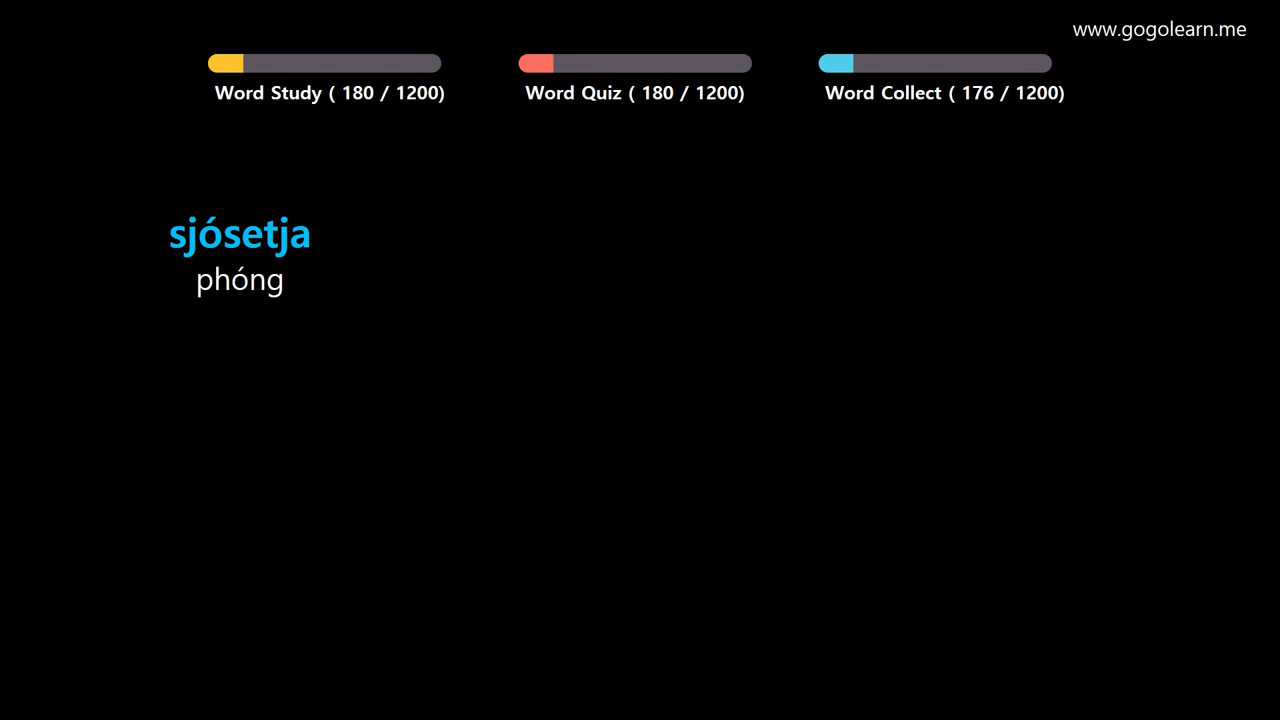 www.gogolearn.me
Word Study ( 180 / 1200)
Word Quiz ( 180 / 1200)
Word Collect ( 176 / 1200)
sjósetja
phóng